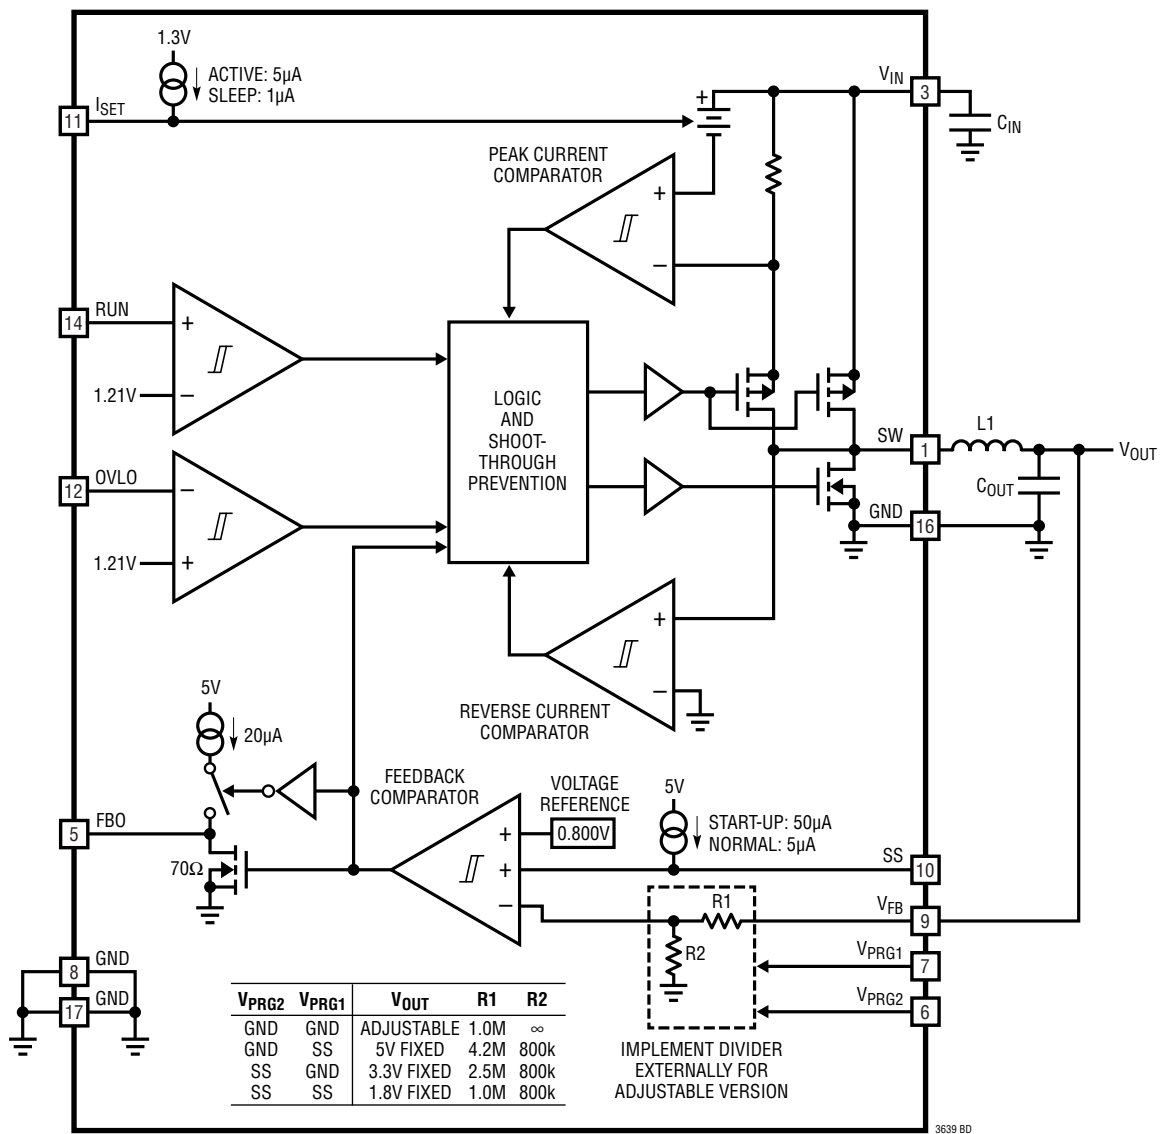 1.3V
ACTIVE: 5µA
SLEEP: 1µA
11
ISET
VIN
3
CIN
+
PEAK CURRENT
COMPARATOR
+
–
14
RUN
+
1.21V
–
12
OVLO
–
1.21V
+
LOGIC
AND
SHOOT-
THROUGH
PREVENTION
SW
1
L1
VOUT
COUT
GND
16
+
–
REVERSE CURRENT
COMPARATOR
5V
20µA
FEEDBACK
COMPARATOR
VOLTAGE
REFERENCE
0.800V
+
+
–
5V
START-UP: 50µA
NORMAL: 5µA
5
FBO
70Ω
SS
10
R1
VFB
9
R2
VPRG1
7
VPRG2
6
8
GND
17
GND
VPRG2 VPRG1 VOUT R1 R2
GND GND ADJUSTABLE 1.0M ∞
GND SS 5V FIXED 4.2M 800k
SS GND 3.3V FIXED 2.5M 800k
SS SS 1.8V FIXED 1.0M 800k
IMPLEMENT DIVIDER
EXTERNALLY FOR
ADJUSTABLE VERSION
3639 BD